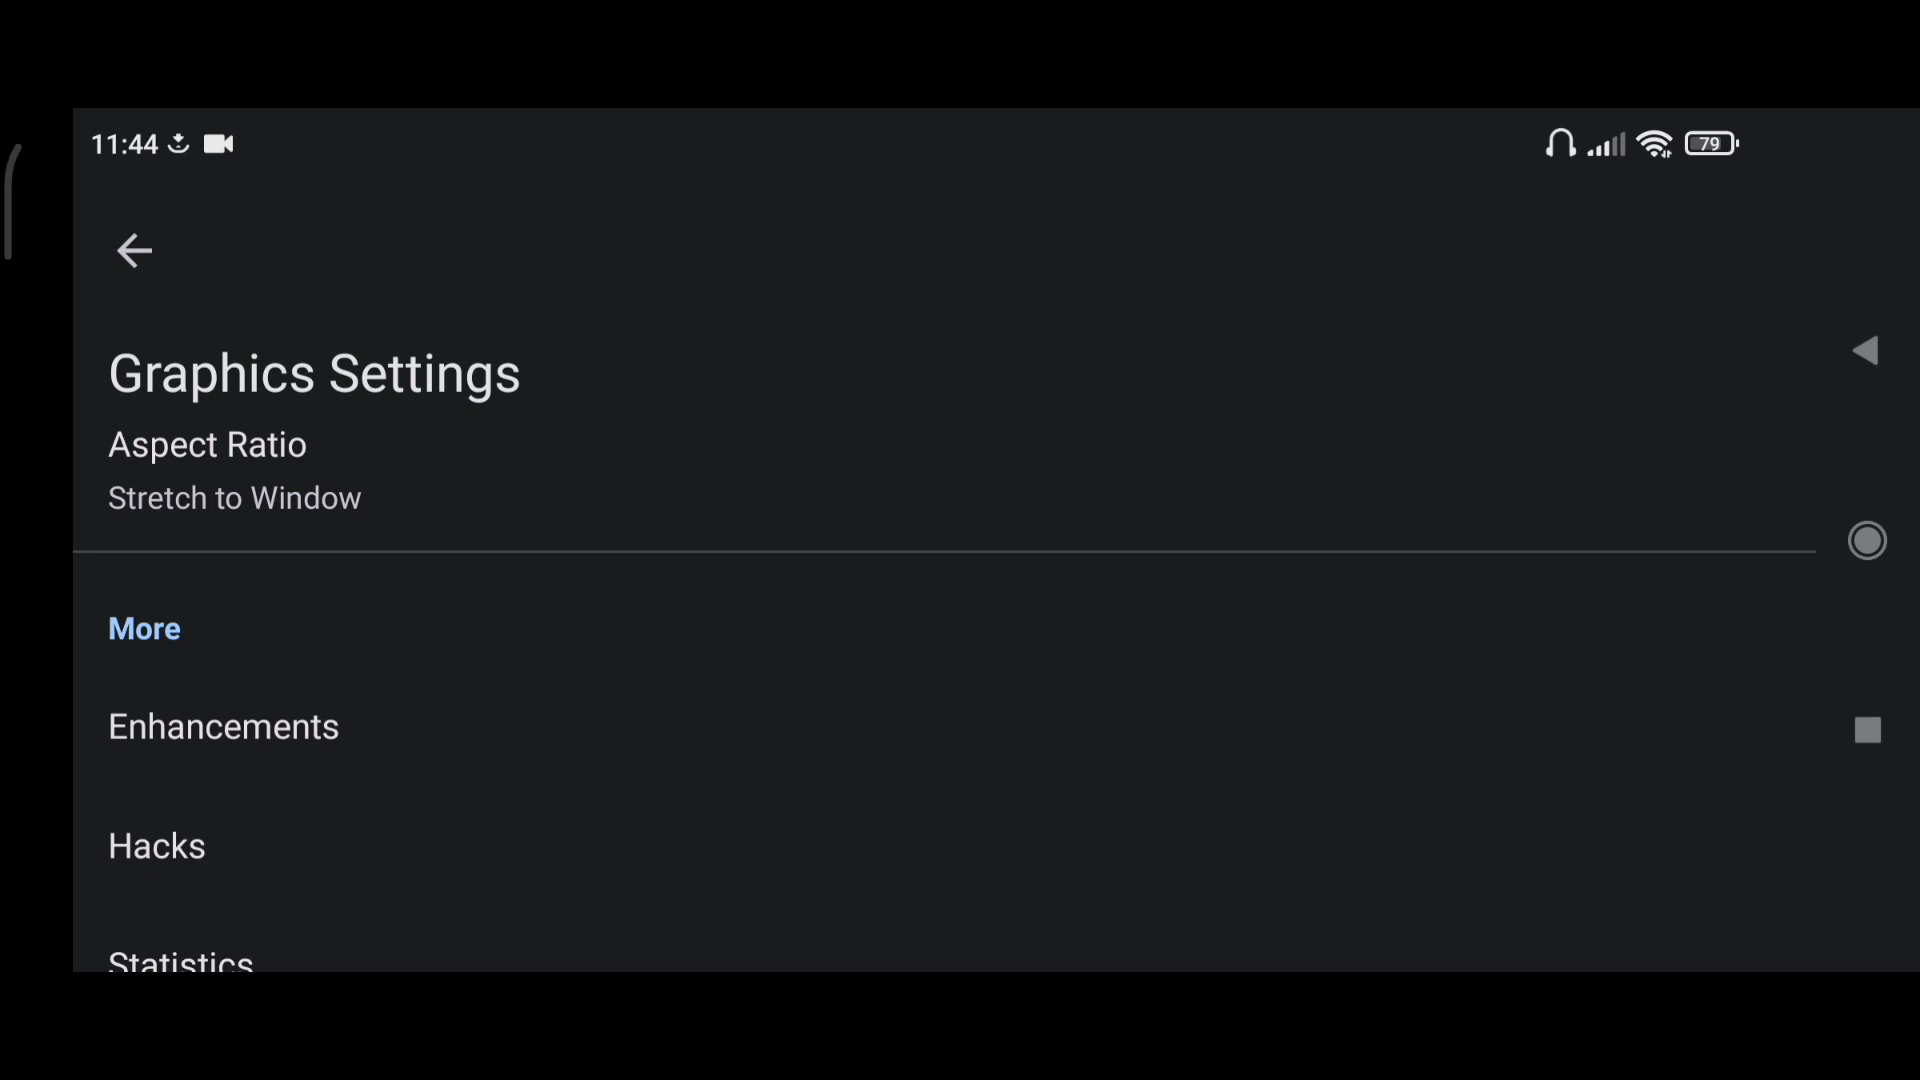 11:44
79
Graphics Settings
Aspect Ratio
Stretch to Window
More
Enhancements
Hacks
Statistics